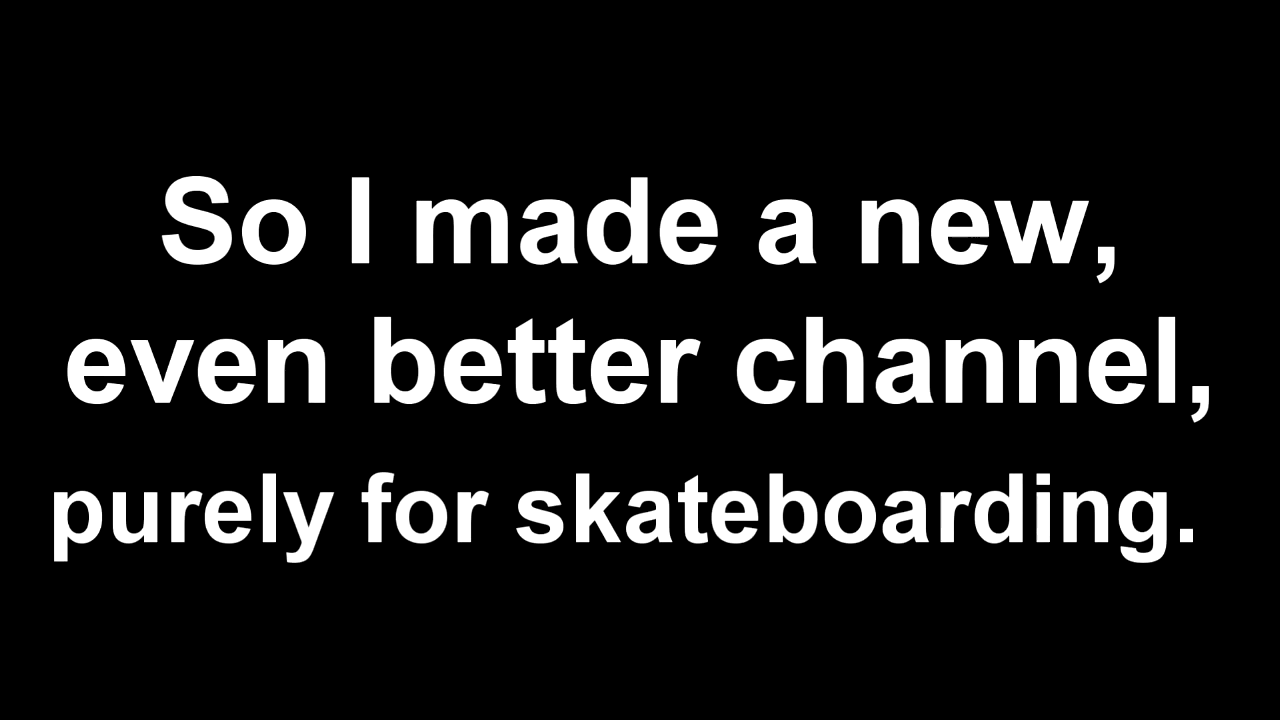 So I made a new,
even better channel,
purely for skateboarding.